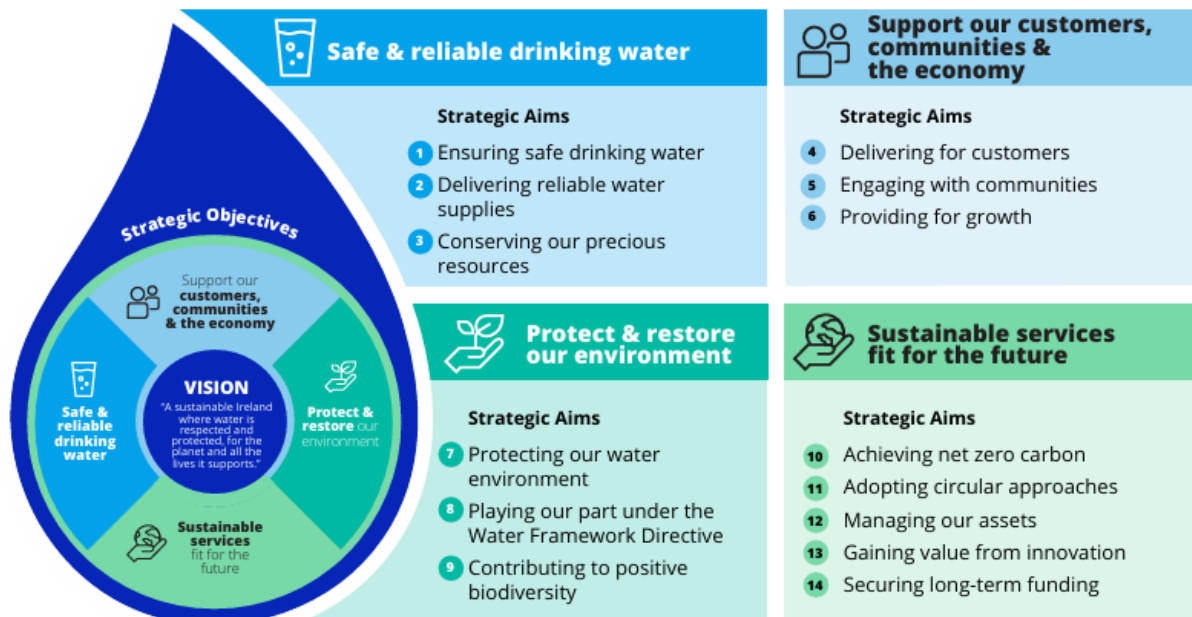 Strategic Objectives
Support our
customers,
communities
& the economy
Safe &
reliable
drinking
water
VISION
“A sustainable Ireland
where water is
respected and
protected, for the
planet and all the
lives it supports.”
Protect &
restore our
environment
Sustainable
services
fit for the
future
Safe & reliable drinking water
Strategic Aims
1 Ensuring safe drinking water
2 Delivering reliable water
supplies
3 Conserving our precious
resources
Support our customers,
communities &
the economy
Strategic Aims
4 Delivering for customers
5 Engaging with communities
6 Providing for growth
Protect & restore
our environment
Strategic Aims
7 Protecting our water
environment
8 Playing our part under the
Water Framework Directive
9 Contributing to positive
biodiversity
Sustainable services
fit for the future
Strategic Aims
10 Achieving net zero carbon
11 Adopting circular approaches
12 Managing our assets
13 Gaining value from innovation
14 Securing long-term funding